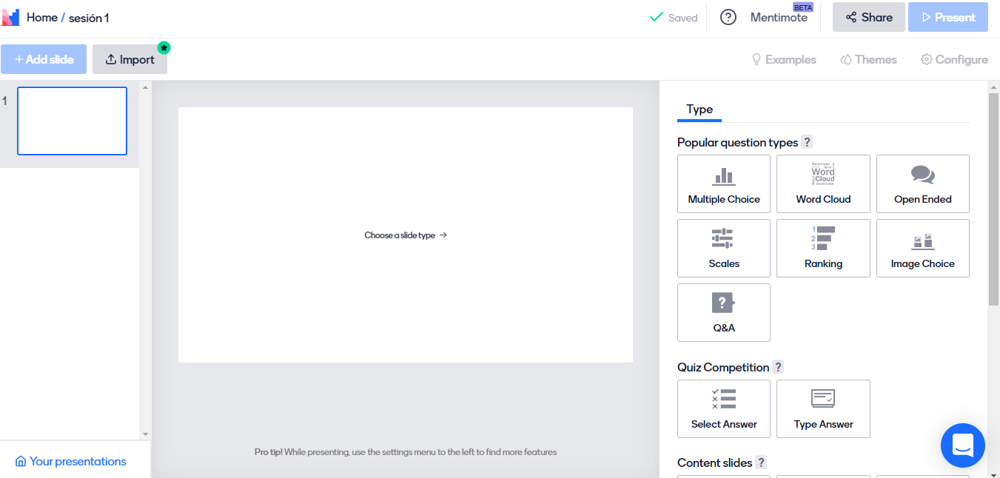 Home / sesión 1
Saved
?
Mentimote
BETA
Share
Present
+ Add slide
Import
Examples
Themes
Configure
1
Choose a slide type →
Pro tip! While presenting, use the settings menu to the left to find more features
Your presentations
Type
Popular question types ?
Multiple Choice
Word
Cloud
Word Cloud
Open Ended
Scales
1
2
3
Ranking
Image Choice
?
Q&A
Quiz Competition ?
Select Answer
Type Answer
Content slides ?